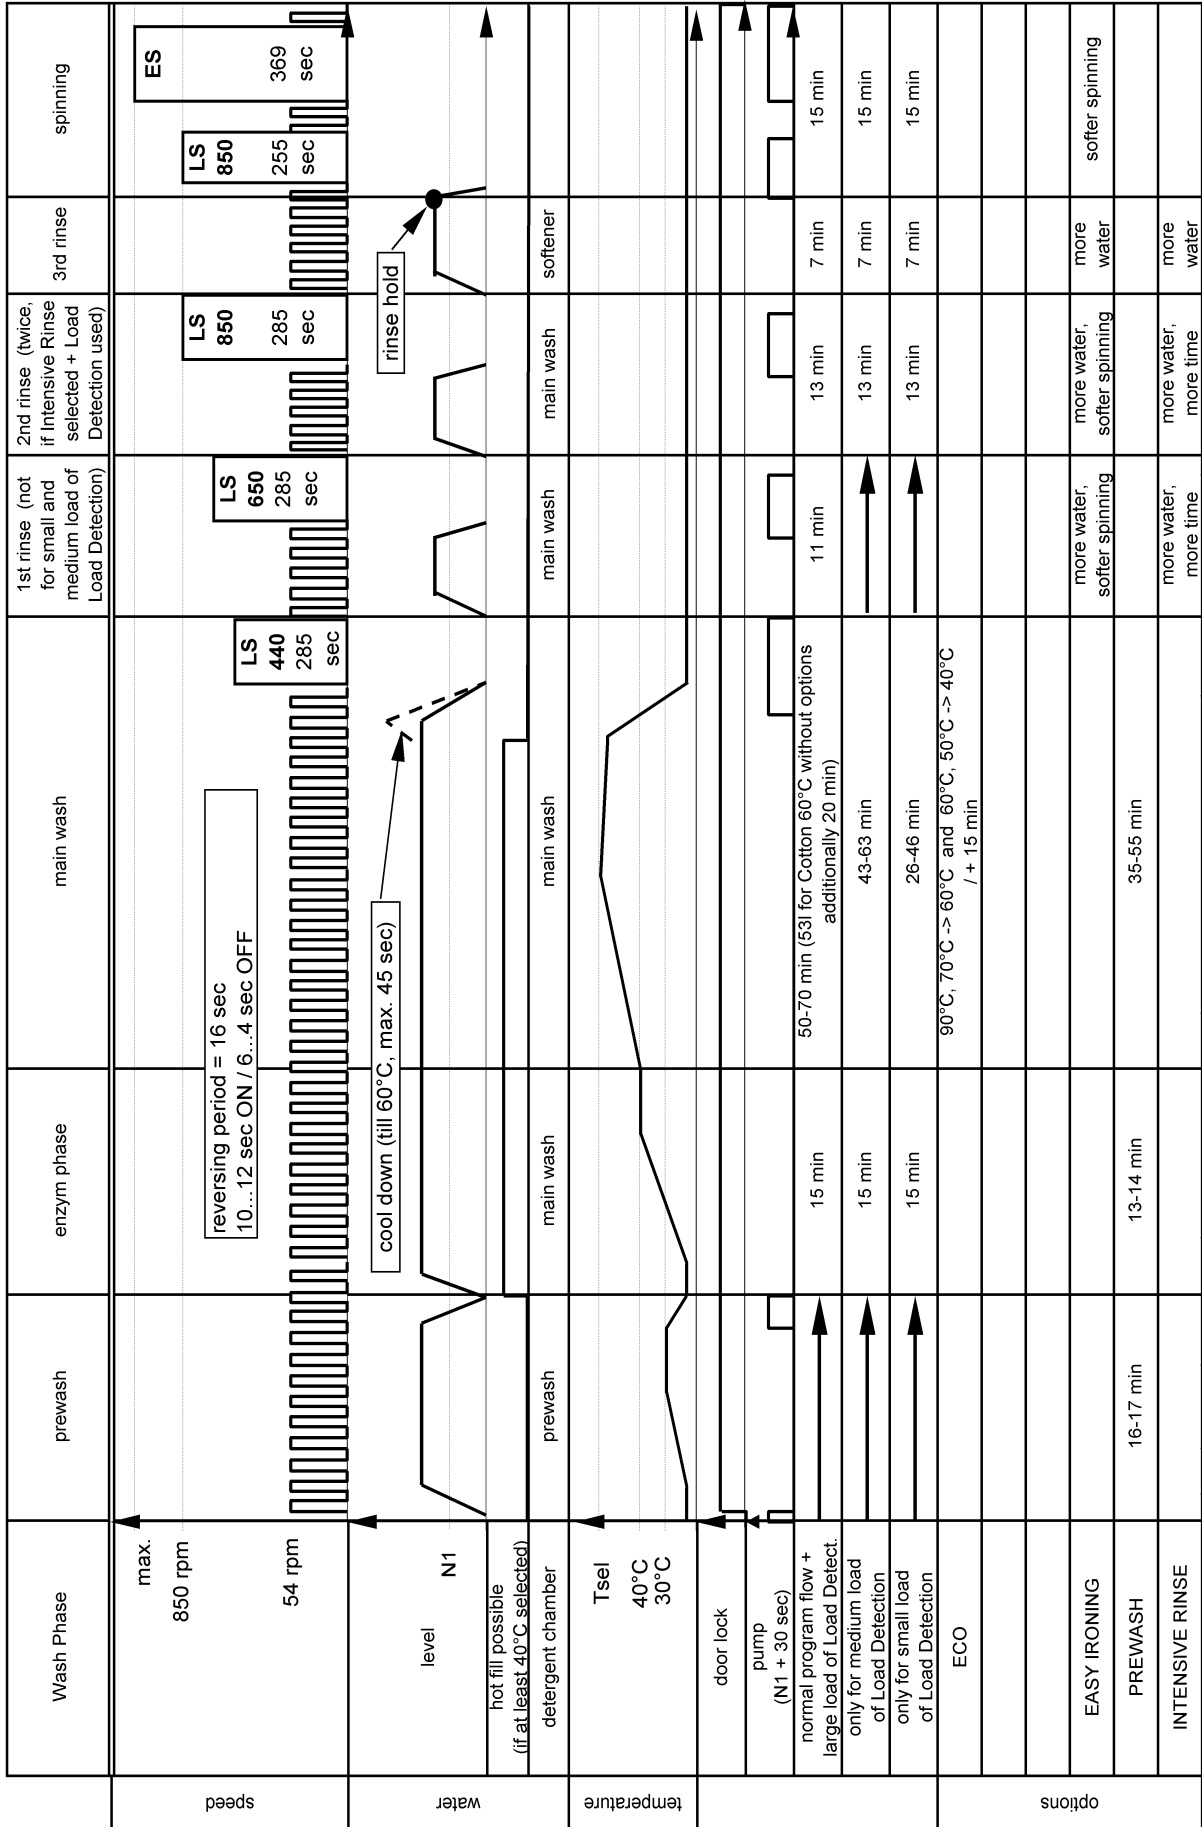 Wash Phase
prewash
enzym phase
main wash
1st rinse (not
for small and
medium load of
Load Detection)
2nd rinse (twice,
if Intensive Rinse
selected + Load
Detection used)
3rd rinse
spinning
speed
max.
850 rpm
54 rpm
reversing period = 16 sec
10...12 sec ON / 6...4 sec OFF
LS
440
285
sec
LS
650
285
sec
LS
850
285
sec
LS
850
255
sec
ES
369
sec
water
level
N1
cool down (till 60°C, max. 45 sec)
rinse hold
hot fill possible
(if at least 40°C selected)
detergent chamber
prewash
main wash
main wash
main wash
main wash
softener
temperature
Tsel
40°C
30°C
door lock
pump
(N1 + 30 sec)
normal program flow +
large load of Load Detect.
15 min
50-70 min (53l for Cotton 60°C without options
additionally 20 min)
11 min
13 min
7 min
15 min
only for medium load
of Load Detection
15 min
43-63 min
13 min
7 min
15 min
only for small load
of Load Detection
15 min
26-46 min
13 min
7 min
15 min
options
ECO
90°C, 70°C -> 60°C and 60°C, 50°C -> 40°C
/ + 15 min
EASY IRONING
more water,
softer spinning
more water,
softer spinning
more
water
softer spinning
PREWASH
16-17 min
13-14 min
35-55 min
INTENSIVE RINSE
more water,
more time
more water,
more time
more
water